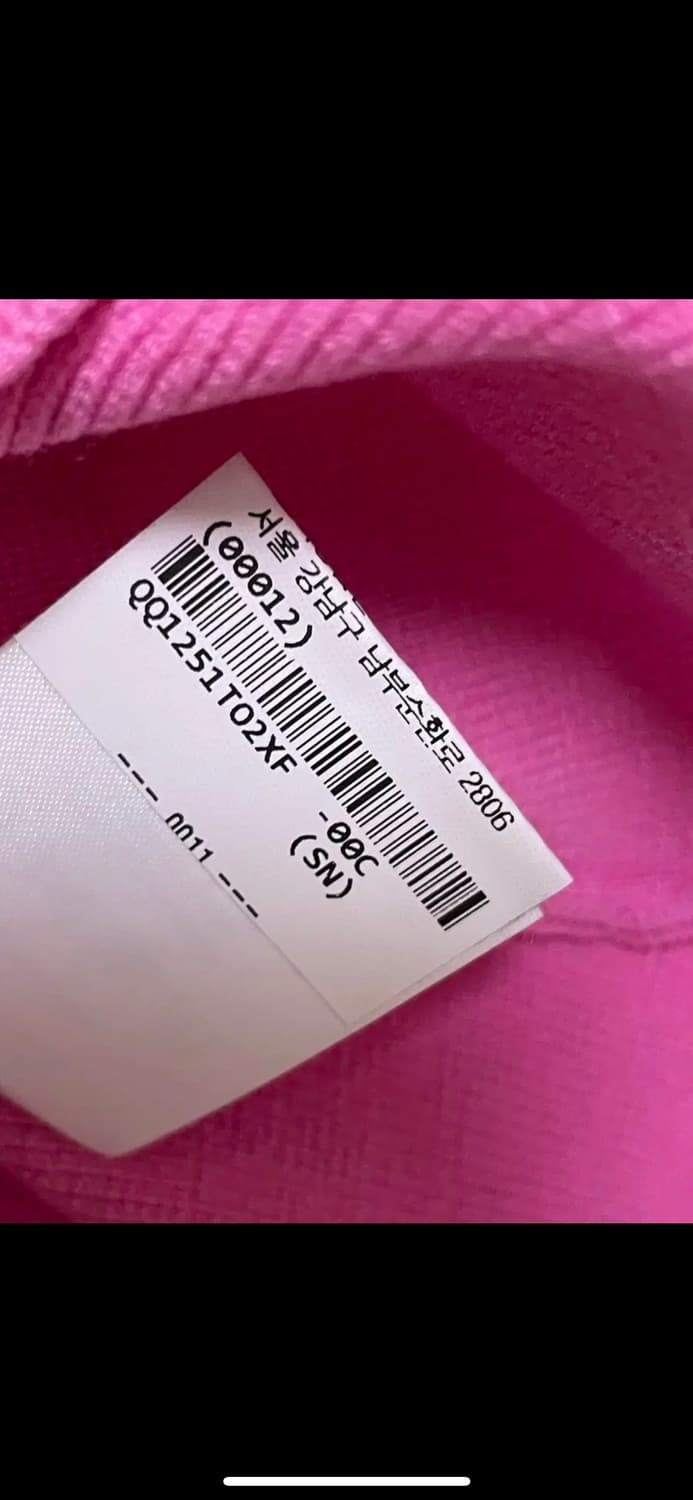 서울 강남구 남부순환로 2806
(00012)
QQ1251TO2XF -00C
(SN)
--- 0011 ---